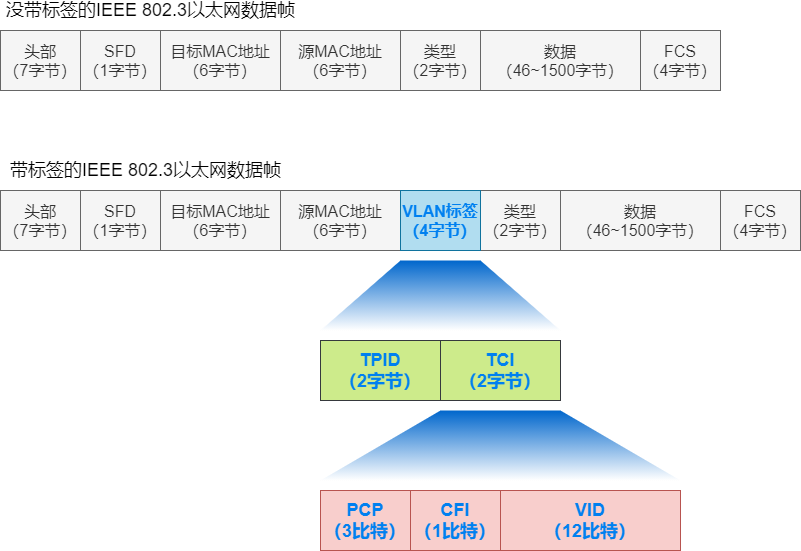 没带标签的IEEE 802.3以太网数据帧
头部 SFD 目标MAC地址 源MAC地址 类型 数据 FCS
（7字节） （1字节） （6字节） （6字节） （2字节） （46~1500字节） （4字节）
带标签的IEEE 802.3以太网数据帧
头部 SFD 目标MAC地址 源MAC地址 VLAN标签 类型 数据 FCS
（7字节） （1字节） （6字节） （6字节） （4字节） （2字节） （46~1500字节） （4字节）
TPID TCI
（2字节） （2字节）
PCP CFI VID
（3比特） （1比特） （12比特）